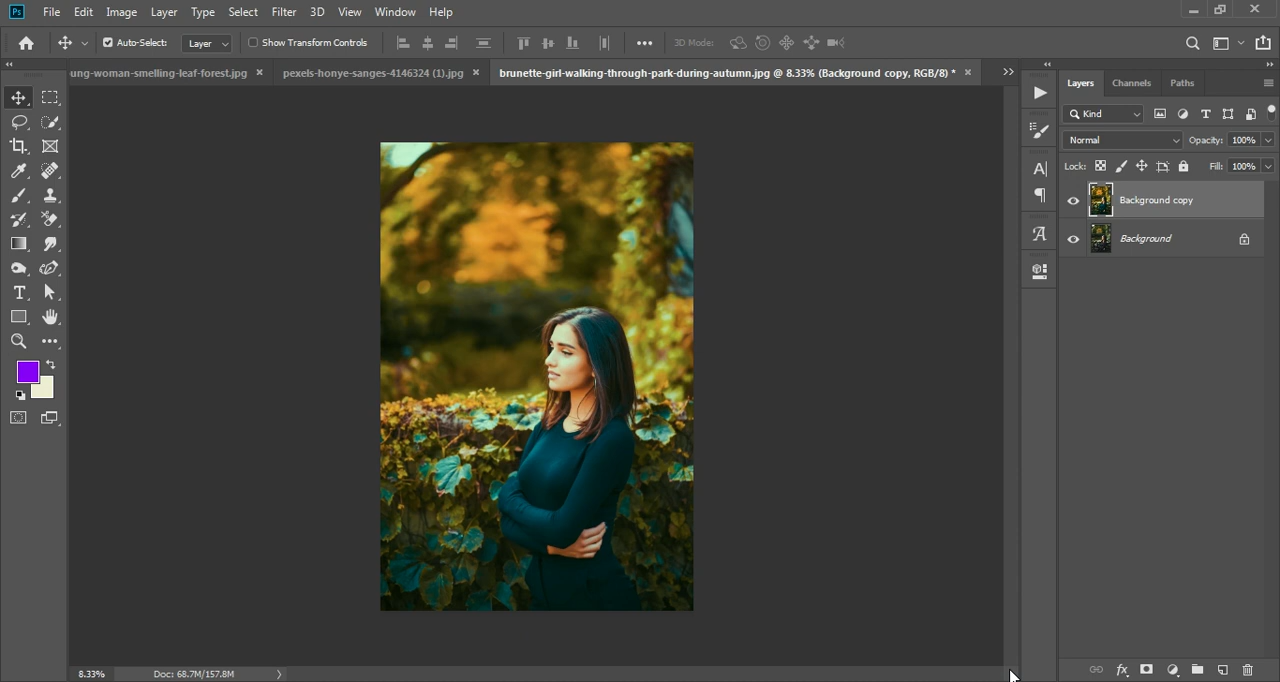 Ps File Edit Image Layer Type Select Filter 3D View Window Help
Auto-Select: Layer Show Transform Controls 3D Mode:
ung-woman-smelling-leaf-forest.jpg pexels-honye-sanges-4146324 (1).jpg brunette-girl-walking-through-park-during-autumn.jpg @ 8.33% (Background copy, RGB/8) *
Layers Channels Paths
Kind
Normal Opacity: 100%
Lock: Fill: 100%
Background copy
Background
8.33% Doc: 68.7M/157.8M